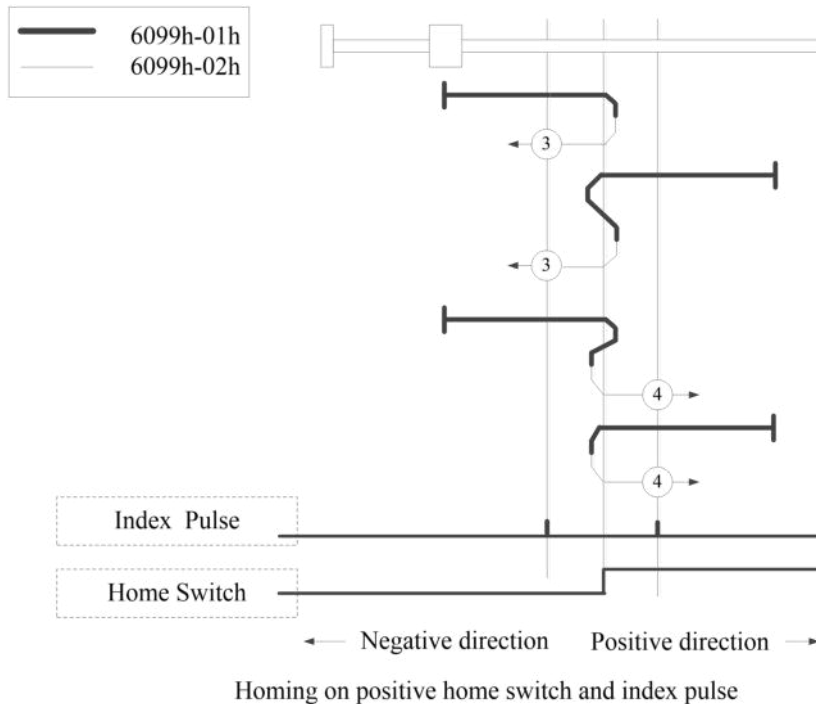 6099h-01h
6099h-02h
3
3
4
4
Index Pulse
Home Switch
Negative direction Positive direction
Homing on positive home switch and index pulse